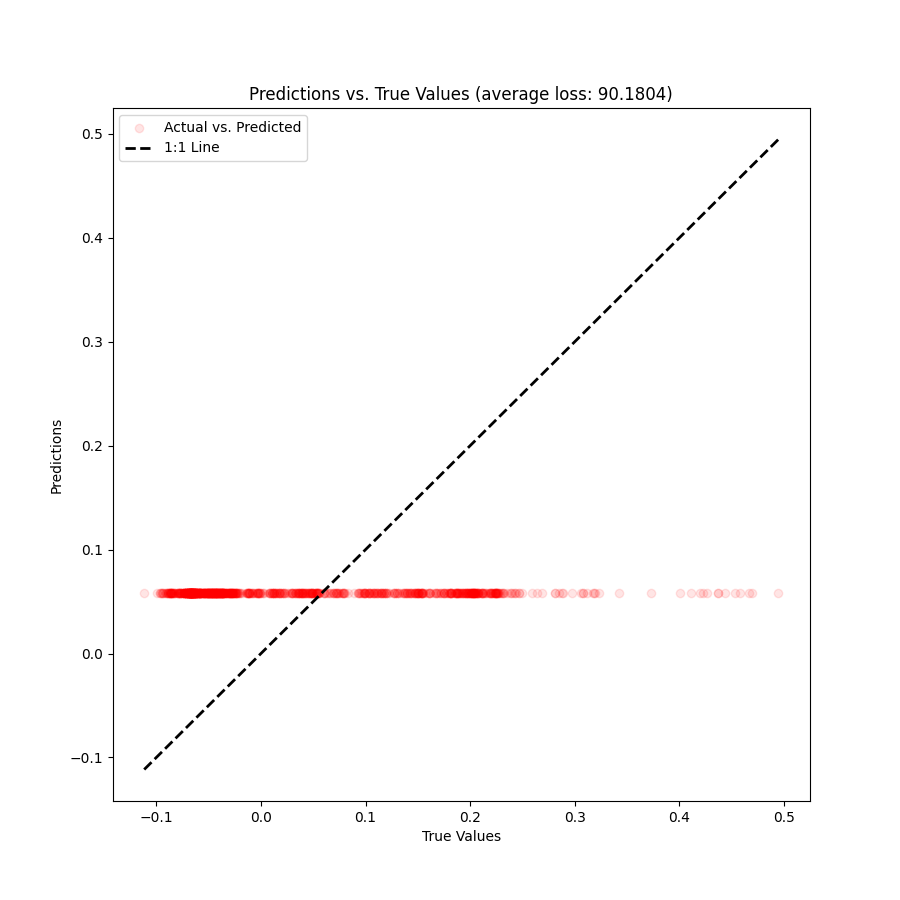 Predictions vs. True Values (average loss: 90.1804)
Actual vs. Predicted
1:1 Line
0.5
0.4
0.3
0.2
0.1
0.0
−0.1
Predictions
−0.1 0.0 0.1 0.2 0.3 0.4 0.5
True Values